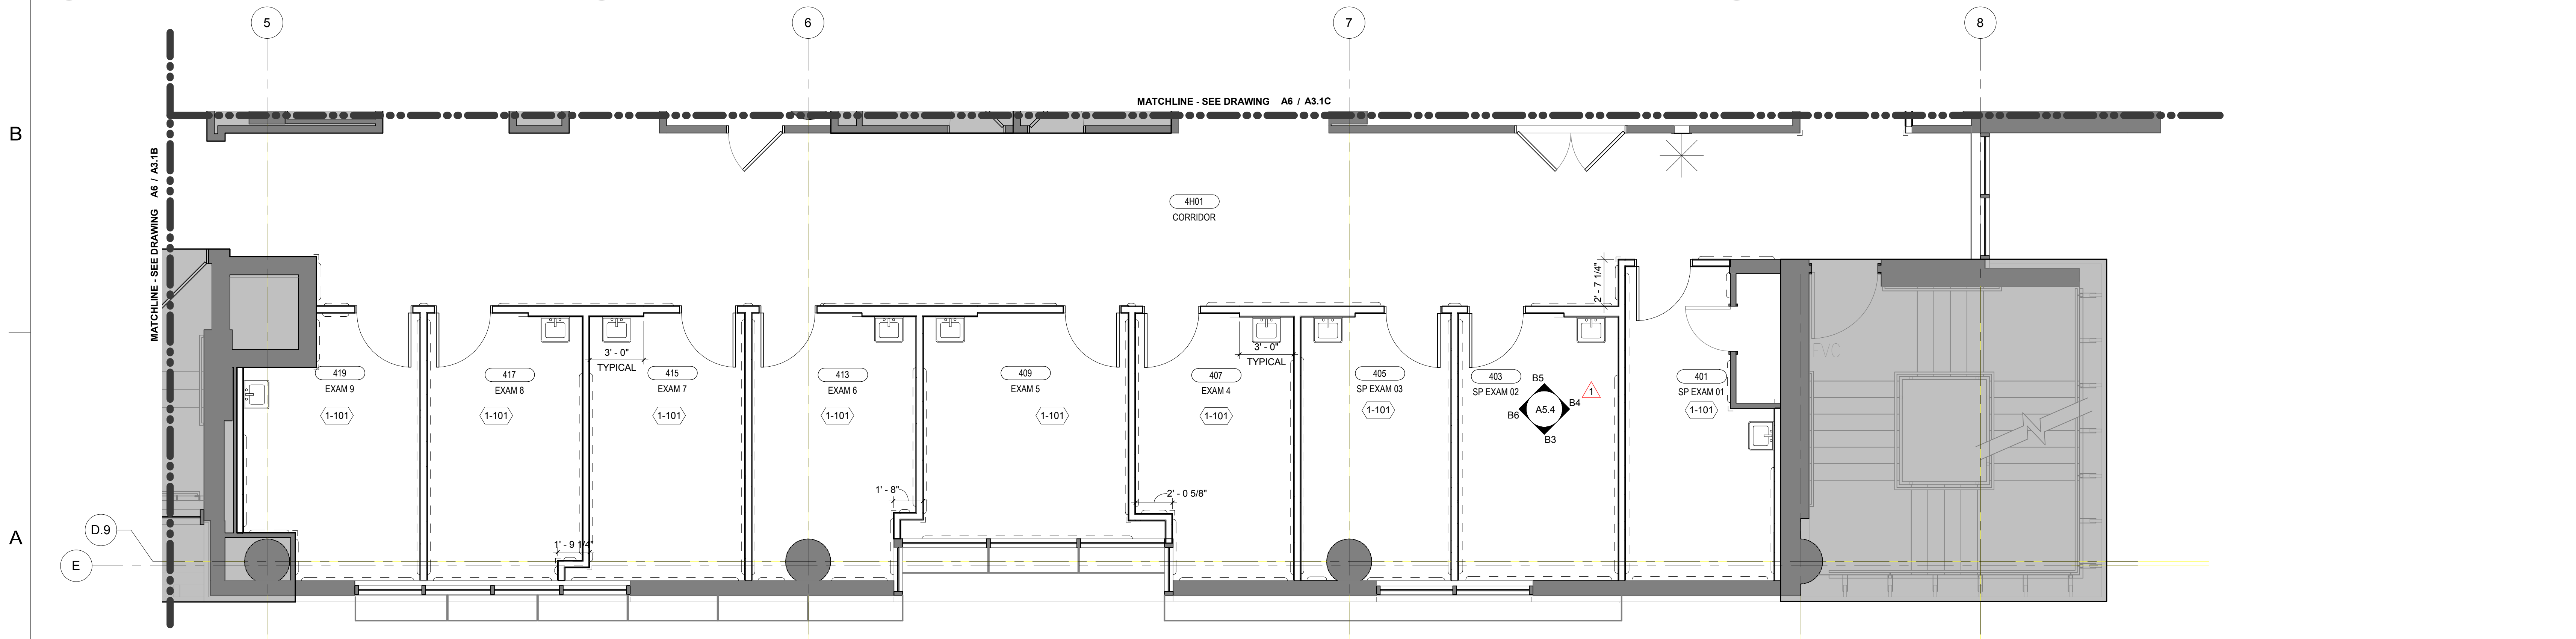 5
6
7
8
MATCHLINE - SEE DRAWING A6 / A3.1C
B
MATCHLINE - SEE DRAWING A6 / A3.1B
4H01
CORRIDOR
2' - 7 1/4"
3' - 0"
TYPICAL
3' - 0"
TYPICAL
FVC
419
EXAM 9
1-101
417
EXAM 8
1-101
415
EXAM 7
1-101
413
EXAM 6
1-101
409
EXAM 5
1-101
407
EXAM 4
1-101
405
SP EXAM 03
1-101
403
SP EXAM 02
B5
B4
A5.4
B6
B3
1
401
SP EXAM 01
1-101
1' - 8"
2' - 0 5/8"
1' - 9 1/4"
A
D.9
E